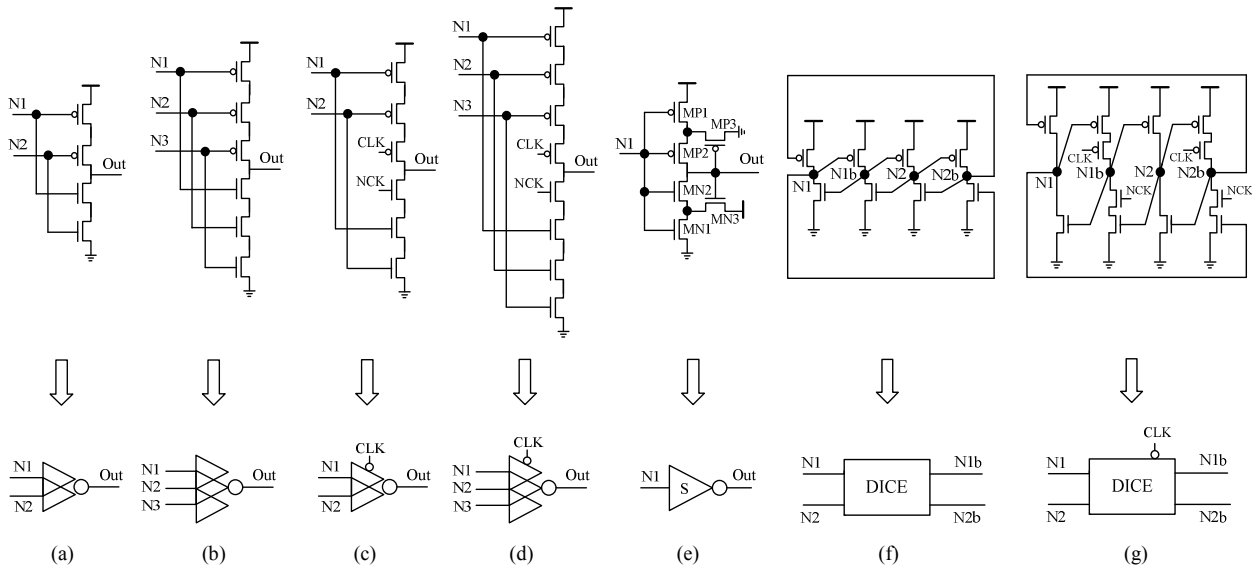 N1
N2
Out
N1
N2
N3
Out
N1
N2
CLK
NCK
Out
N1
N2
N3
CLK
NCK
Out
N1
MP1
MP3
MP2
Out
MN2
MN3
MN1
N1
N1b
N2
N2b
CLK
CLK
N1
N1b
N2
N2b
NCK
NCK
N1
N2
Out
N1
N2
N3
Out
CLK
N1
N2
Out
CLK
N1
N2
N3
Out
N1
S
Out
N1
N2
DICE
N1b
N2b
CLK
N1
N2
DICE
N1b
N2b
(a)
(b)
(c)
(d)
(e)
(f)
(g)